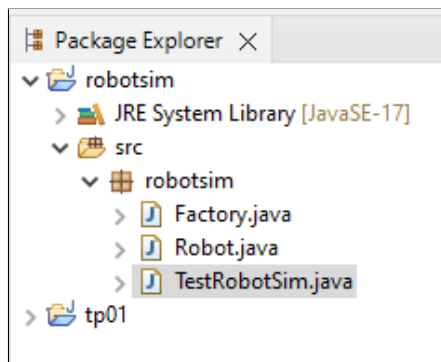 Package Explorer
robotsim
JRE System Library [JavaSE-17]
src
robotsim
Factory.java
Robot.java
TestRobotSim.java
tp01